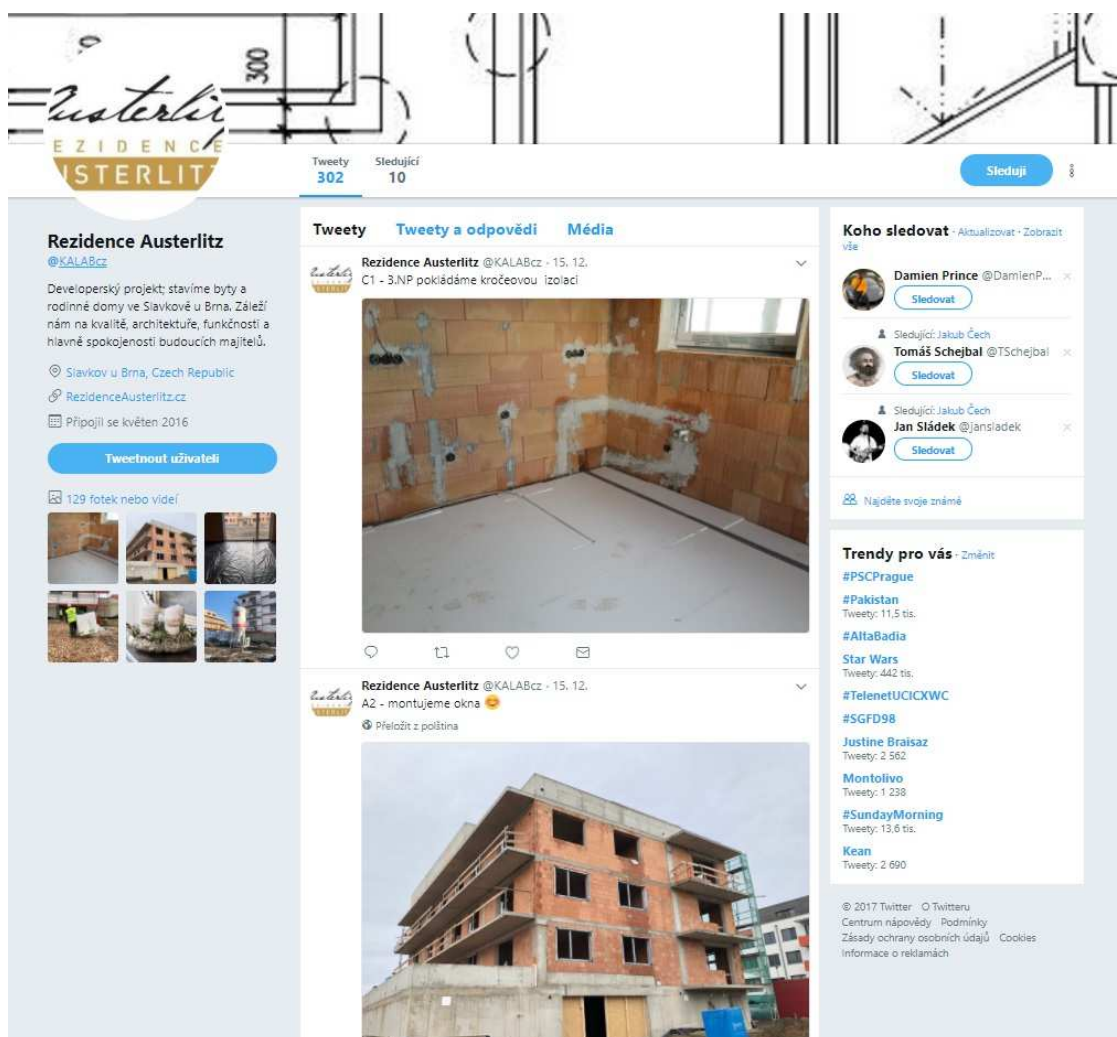 300
Austerlitz
EZIDENCE
USTERLITZ
Tweety
302
Sledující
10
Sleduji
Rezidence Austerlitz
@KALABcz
Developerský projekt; stavíme byty a
rodinné domy ve Slavkově u Brna. Záleží
nám na kvalitě, architektuře, funkčnosti a
hlavně spokojenosti budoucích majitelů.
Slavkov u Brna, Czech Republic
RezidenceAusterlitz.cz
Připojil se květen 2016
Tweetnout uživateli
129 fotek nebo videí
Tweety Tweety a odpovědi Média
Rezidence Austerlitz @KALABcz · 15. 12.
C1 - 3.NP pokládáme kročeovou izolaci
Rezidence Austerlitz @KALABcz · 15. 12.
A2 - montujeme okna
Přeložit z polština
Koho sledovat · Aktualizovat · Zobrazit
vše
Damien Prince @DamienP...
Sledovat
Sledující: Jakub Čech
Tomáš Schejbal @TSchejbal
Sledovat
Sledující: Jakub Čech
Jan Sládek @jansladek
Sledovat
Najděte svoje známé
Trendy pro vás · Změnit
#PSCPrague
#Pakistan
Tweety: 11,5 tis.
#AltaBadia
Star Wars
Tweety: 442 tis.
#TelenetUCICXWC
#SGFD98
Justine Braisaz
Tweety: 2 562
Montolivo
Tweety: 1 238
#SundayMorning
Tweety: 13,6 tis.
Kean
Tweety: 2 690
© 2017 Twitter O Twitteru
Centrum nápovědy Podmínky
Zásady ochrany osobních údajů Cookies
Informace o reklamách